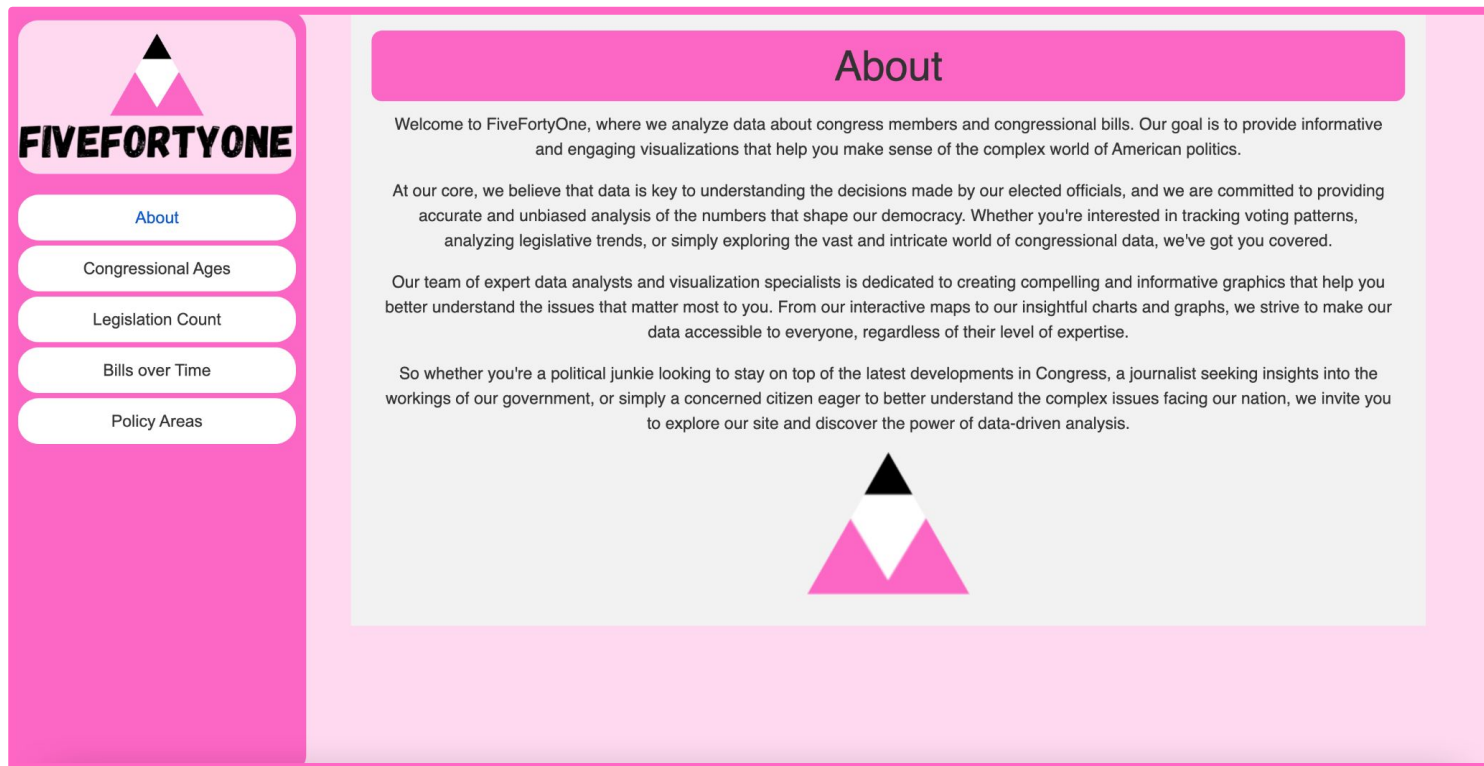 FIVEFORTYONE
About
Congressional Ages
Legislation Count
Bills over Time
Policy Areas
About
Welcome to FiveFortyOne, where we analyze data about congress members and congressional bills. Our goal is to provide informative
and engaging visualizations that help you make sense of the complex world of American politics.
At our core, we believe that data is key to understanding the decisions made by our elected officials, and we are committed to providing
accurate and unbiased analysis of the numbers that shape our democracy. Whether you're interested in tracking voting patterns,
analyzing legislative trends, or simply exploring the vast and intricate world of congressional data, we've got you covered.
Our team of expert data analysts and visualization specialists is dedicated to creating compelling and informative graphics that help you
better understand the issues that matter most to you. From our interactive maps to our insightful charts and graphs, we strive to make our
data accessible to everyone, regardless of their level of expertise.
So whether you're a political junkie looking to stay on top of the latest developments in Congress, a journalist seeking insights into the
workings of our government, or simply a concerned citizen eager to better understand the complex issues facing our nation, we invite you
to explore our site and discover the power of data-driven analysis.